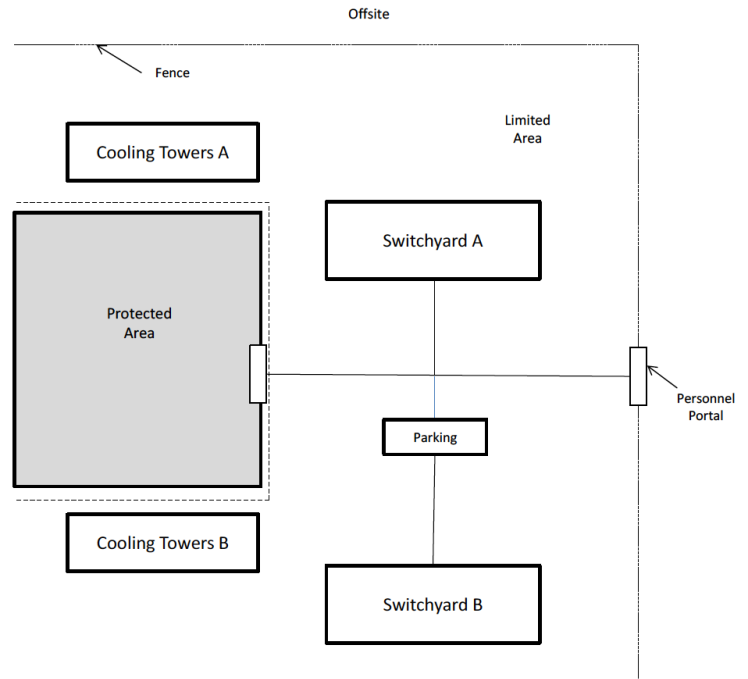 Offsite
Fence
Limited
Area
Cooling Towers A
Switchyard A
Protected
Area
Personnel
Portal
Parking
Cooling Towers B
Switchyard B